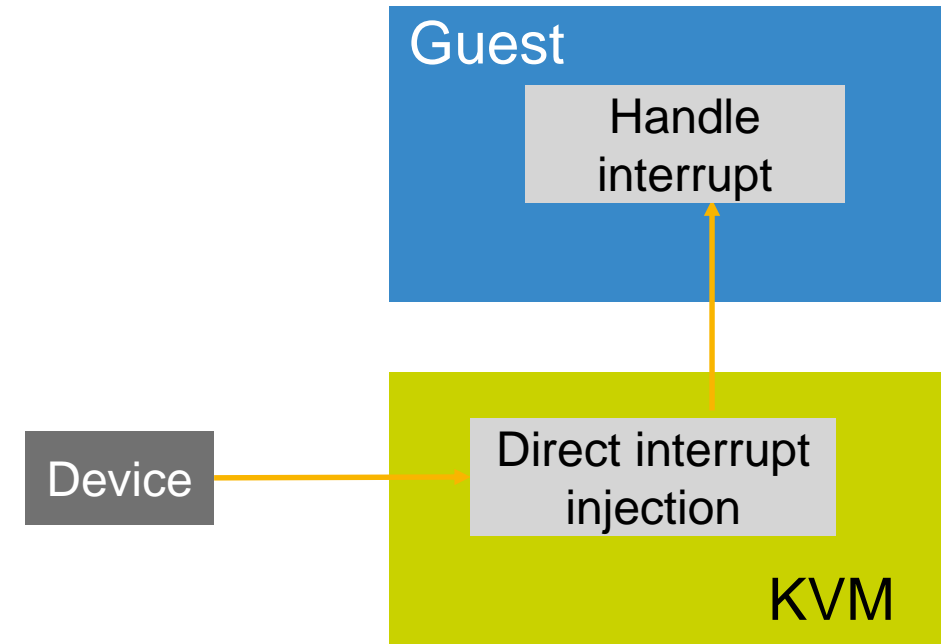 Guest
Handle
interrupt
Device
Direct interrupt
injection
KVM